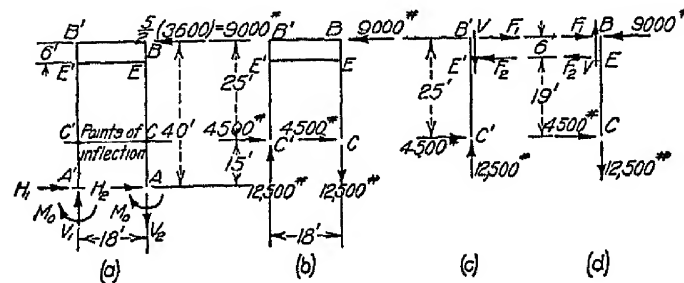 B' 5/2 (3600) = 9000# B' B 9000# B' V F₁ F₁ B 9000#
6' B 6
E' E 25' E' E E' F₂ F₂ V E
25' 19'
C' Points of inflection C 40' 4500# 4500# 4500# C' 4500# C
15' C' C
H₁ A' H₂ A 12,500# 12,500# 12,500# 12,500#
M₀ M₀
V₁ 18' V₂ 18'
(a) (b) (c) (d)